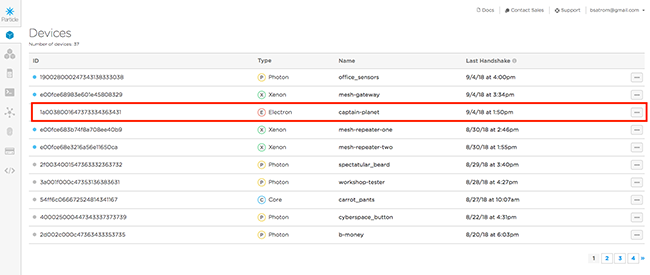 Particle
Docs Contact Sales Support bsatrom@gmail.com
Devices
Number of devices: 37
ID Type Name Last Handshake
190028000247343138333038 P Photon office_sensors 9/4/18 at 4:00pm
e00fce68983e01e45808329 X Xenon mesh-gateway 9/4/18 at 3:34pm
1a0038001647373334363431 E Electron captain-planet 9/4/18 at 1:50pm
e00fce683b74f8a708ee40b9 X Xenon mesh-repeater-one 8/30/18 at 2:46pm
e00fce68e3216a56e11650ca X Xenon mesh-repeater-two 8/30/18 at 1:55pm
2f0034001547363332363732 P Photon spectatular_beard 8/29/18 at 3:40pm
3a001f000c47353136383631 P Photon workshop-tester 8/28/18 at 4:27pm
54ff6c066672524814341167 C Core carrot_pants 8/27/18 at 10:07am
400025000447343337373739 P Photon cyberspace_button 8/22/18 at 4:31pm
2d002c000c47363433353735 P Photon b-money 8/20/18 at 6:03pm
1 2 3 4 »